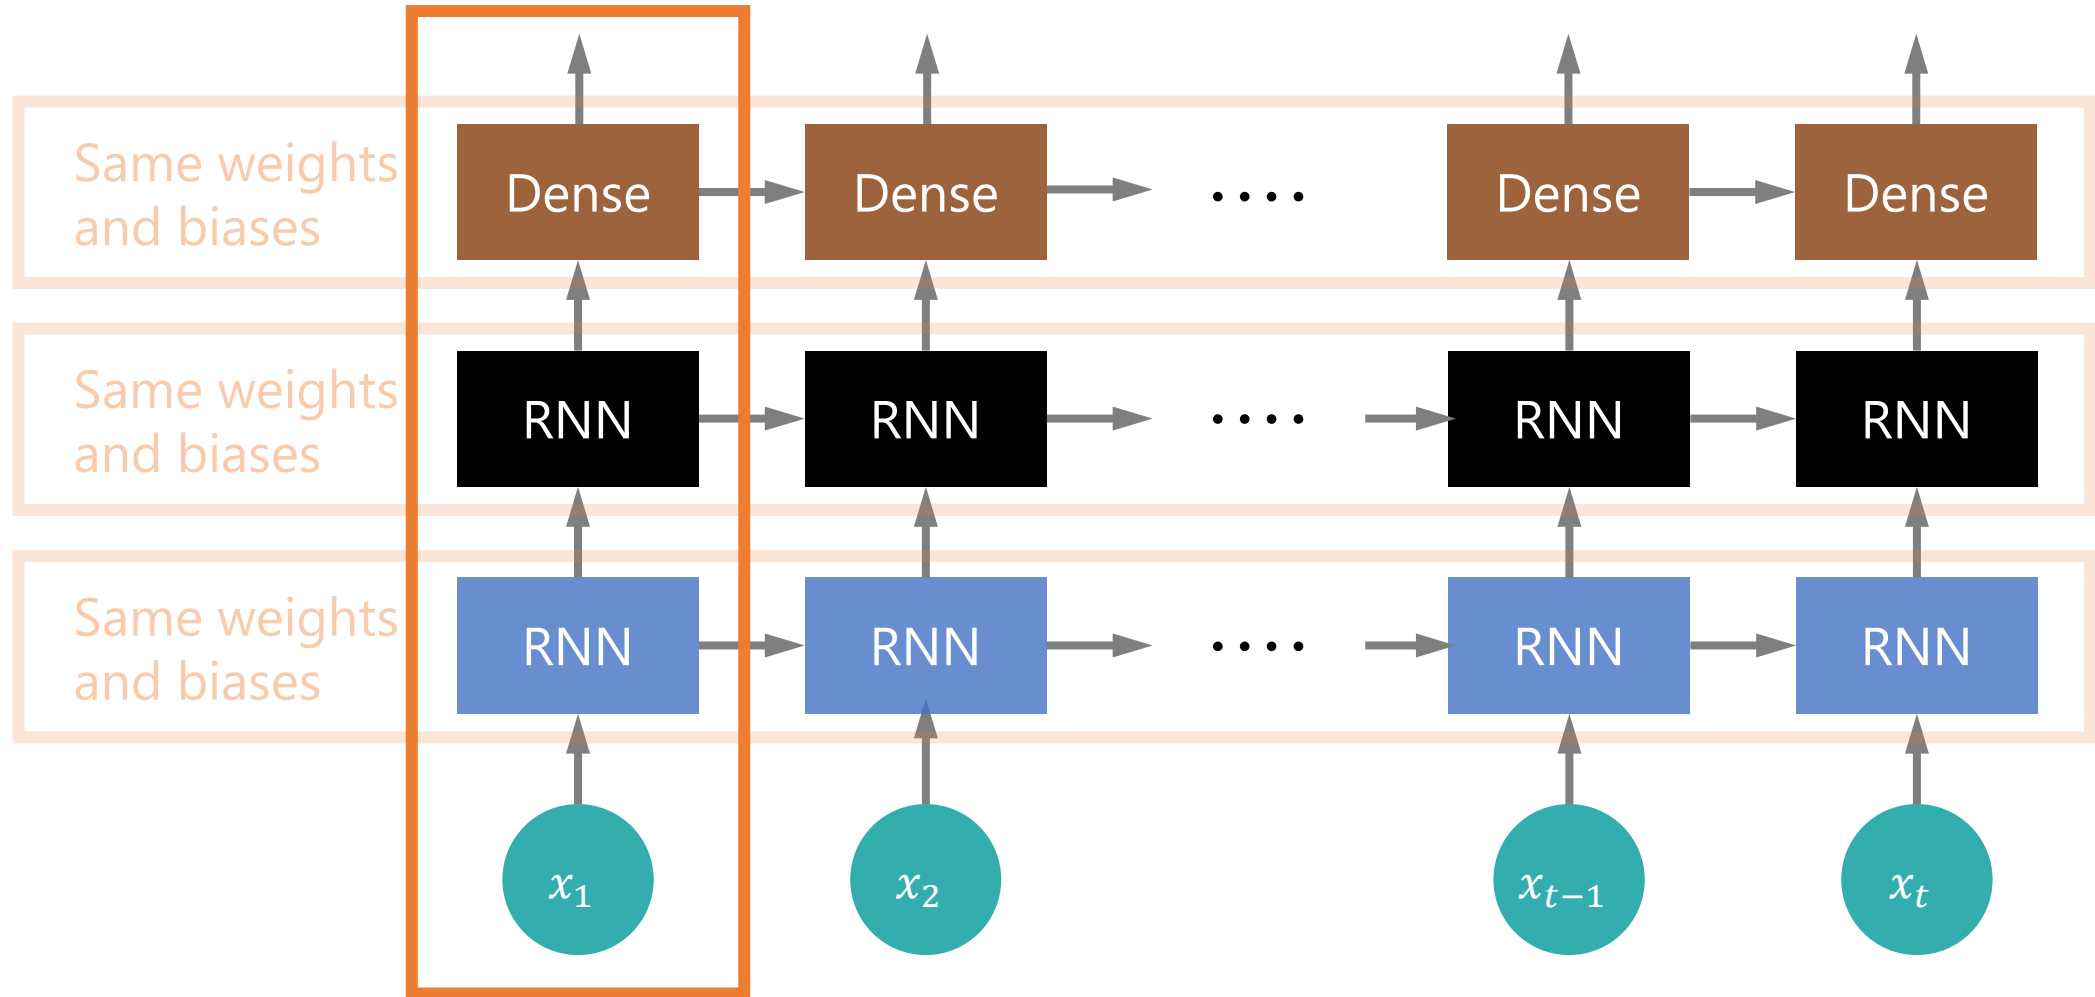 Same weights
and biases
Dense Dense .... Dense Dense
Same weights
and biases
RNN RNN .... RNN RNN
Same weights
and biases
RNN RNN .... RNN RNN
x₁ x₂ xₜ₋₁ xₜ